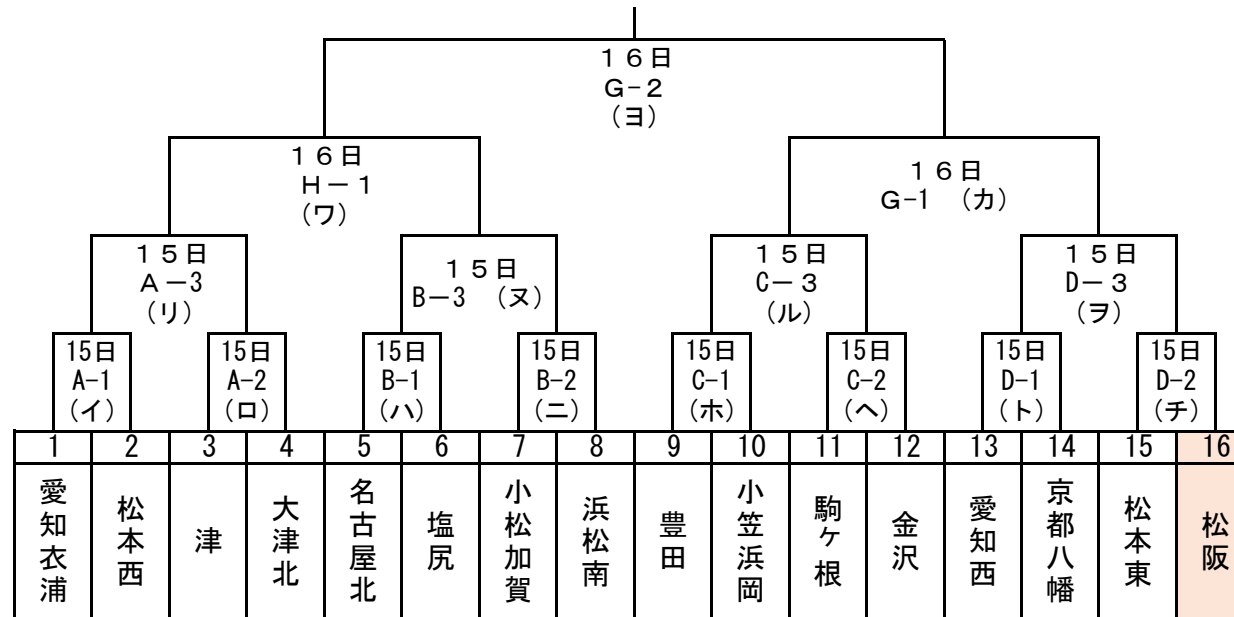 １６日
Ｇ-２
（ヨ）
１６日
Ｈ－１
（ワ）
１６日
Ｇ-1　（カ）
１５日
Ａ－3
（リ）
１５日
B－3　（ヌ）
１５日
C－３
（ル）
１５日
D－３
（ヲ）
15日
A-1
（イ）
15日
A-2
（ロ）
15日
B-1
（ハ）
15日
B-2
（ニ）
15日
C-1
（ホ）
15日
C-2
（ヘ）
15日
D-1
（ト）
15日
D-2
（チ）
1 2 3 4 5 6 7 8 9 10 11 12 13 14 15 16
愛知衣浦
松本西
津
大津北
名古屋北
塩尻
小松加賀
浜松南
豊田
小笠浜岡
駒ヶ根
金沢
愛知西
京都八幡
松本東
松阪